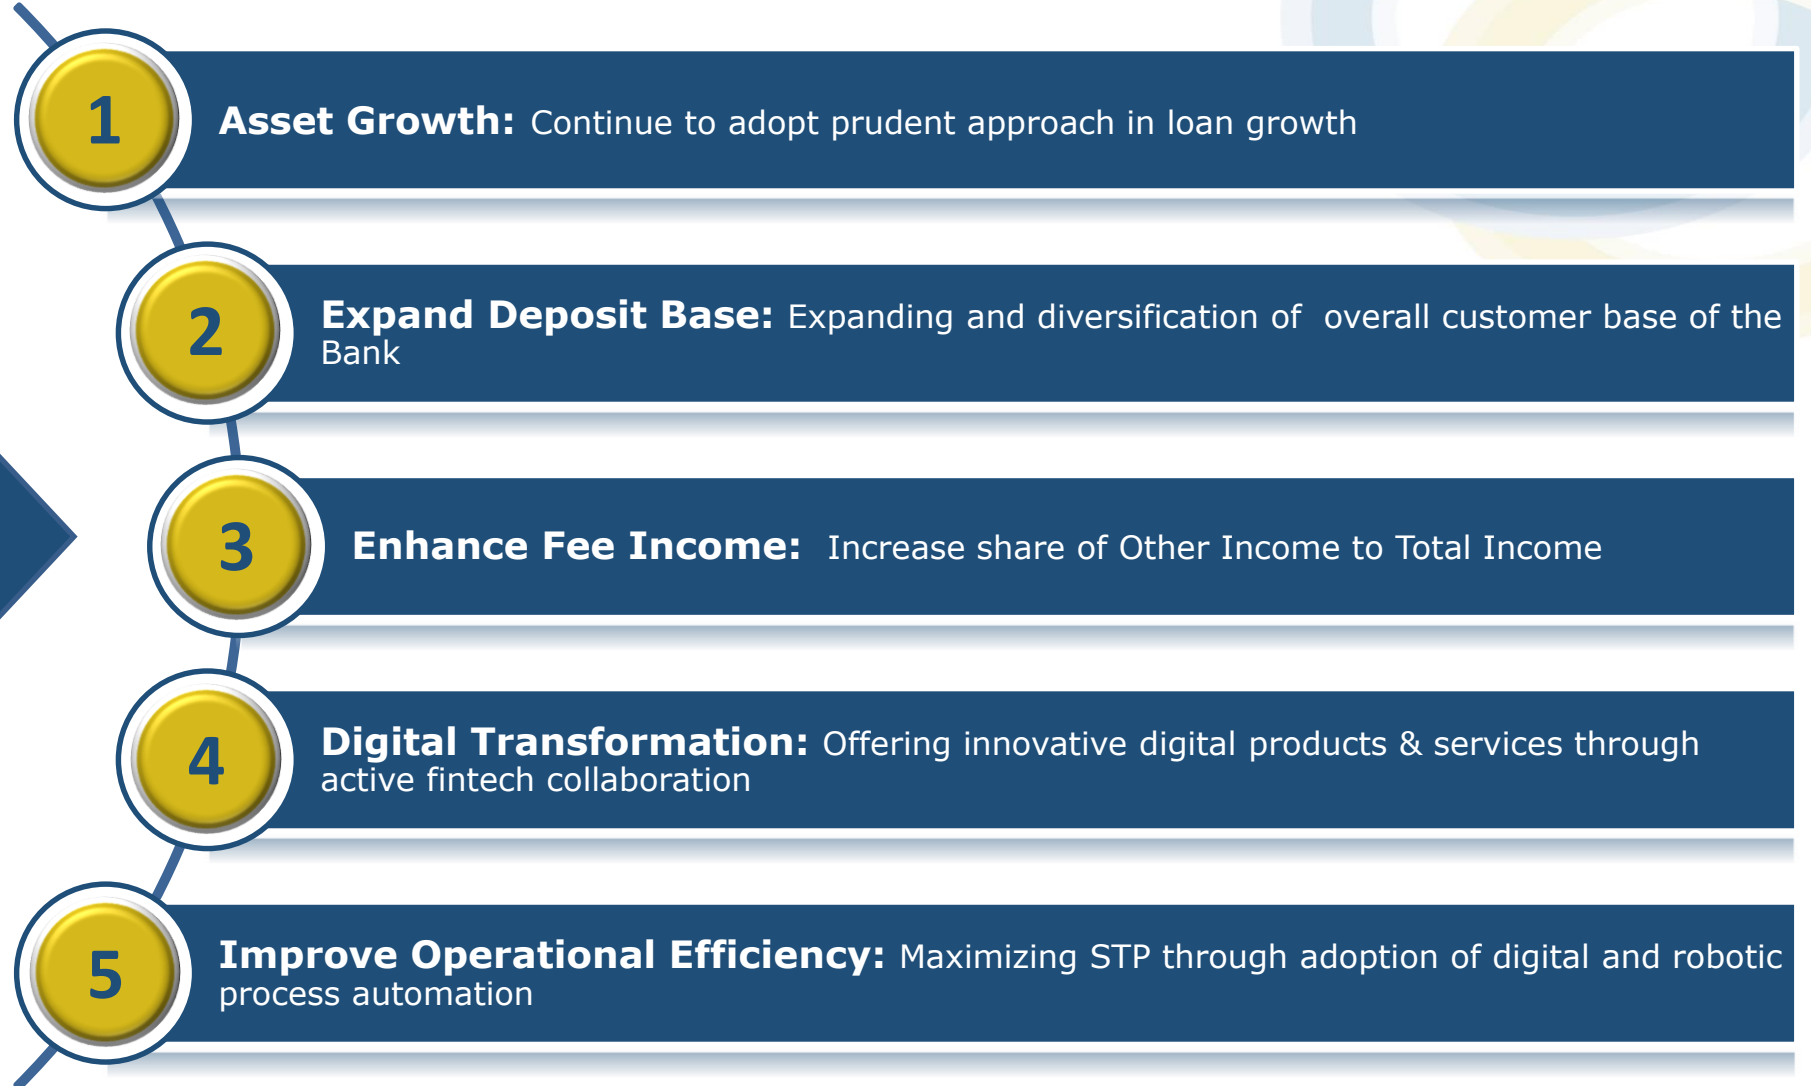 1
Asset Growth: Continue to adopt prudent approach in loan growth
2
Expand Deposit Base: Expanding and diversification of  overall customer base of the
Bank
3
Enhance Fee Income:  Increase share of Other Income to Total Income
4
Digital Transformation: Offering innovative digital products & services through
active fintech collaboration
5
Improve Operational Efficiency: Maximizing STP through adoption of digital and robotic
process automation